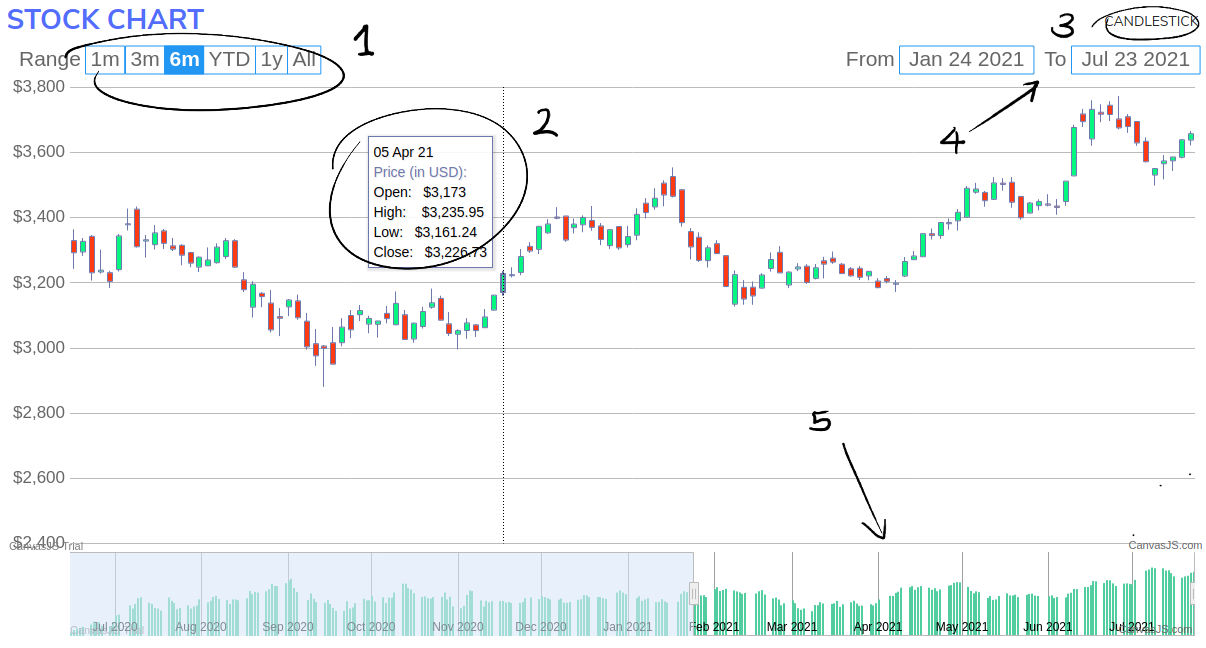 STOCK CHART
1
3
CANDLESTICK
Range 1m 3m 6m YTD 1y All
From Jan 24 2021 To Jul 23 2021
$3,800
2
4
05 Apr 21
$3,600
Price (in USD):
Open: $3,173
High: $3,235.95
$3,400
Low: $3,161.24
Close: $3,226.73
$3,200
$3,000
$2,800
5
$2,600
$2,400
CanvasJS Trial
CanvasJS.com
Jul 2020 Aug 2020 Sep 2020 Oct 2020 Nov 2020 Dec 2020 Jan 2021 Feb 2021 Mar 2021 Apr 2021 May 2021 Jun 2021 Jul 2021
CanvasJS Trial
CanvasJS.com